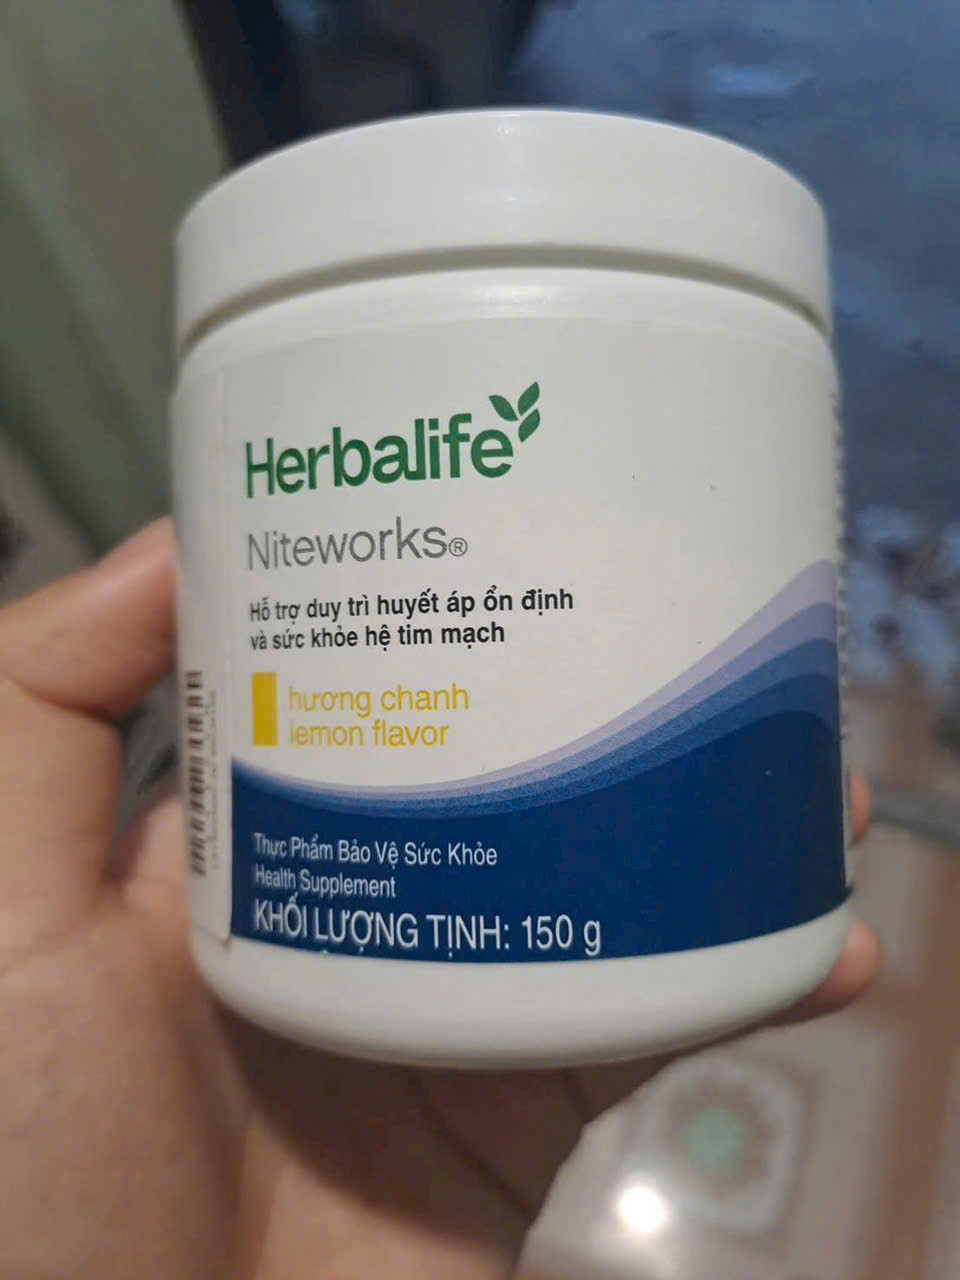 Herbalife
Niteworks®
Hỗ trợ duy trì huyết áp ổn định
và sức khỏe hệ tim mạch
hương chanh
lemon flavor
Thực Phẩm Bảo Vệ Sức Khỏe
Health Supplement
KHỐI LƯỢNG TỊNH: 150 g